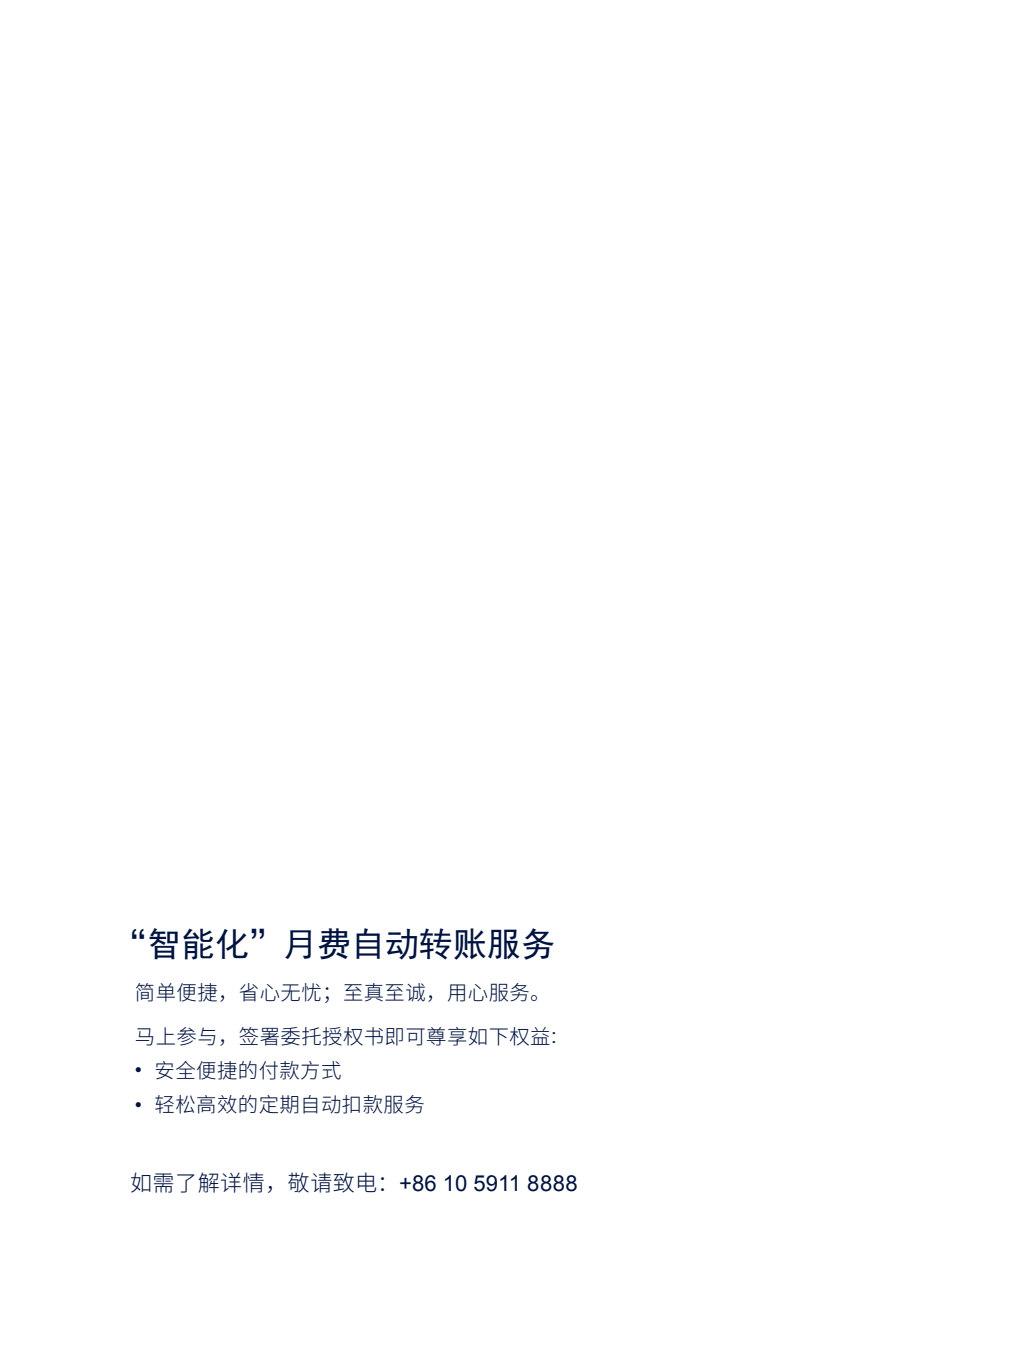 “智能化”月费自动转账服务
简单便捷，省心无忧；至真至诚，用心服务。
马上参与，签署委托授权书即可尊享如下权益:
• 安全便捷的付款方式
• 轻松高效的定期自动扣款服务
如需了解详情，敬请致电：+86 10 5911 8888